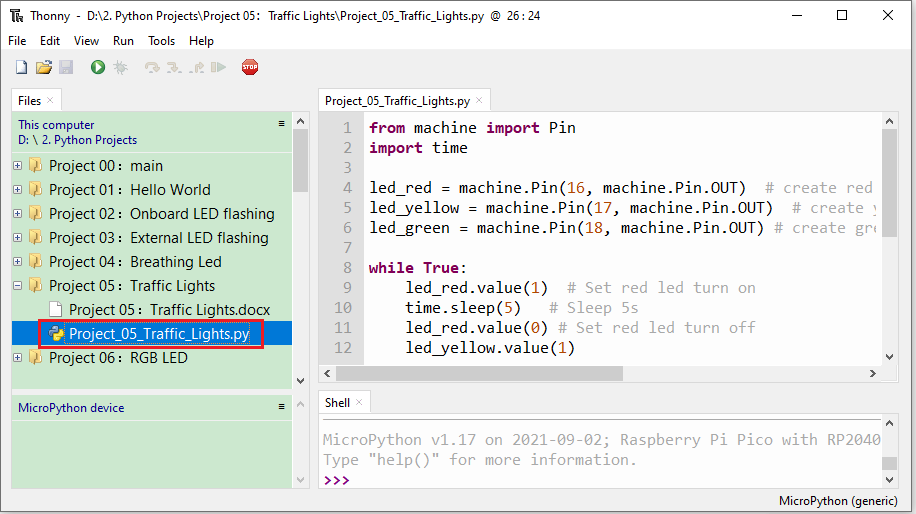 Thonny - D:\2. Python Projects\Project 05： Traffic Lights\Project_05_Traffic_Lights.py @ 26 : 24
File Edit View Run Tools Help
STOP
Files ×
This computer ≡
D: \ 2. Python Projects
Project 00：main
Project 01：Hello World
Project 02：Onboard LED flashing
Project 03：External LED flashing
Project 04：Breathing Led
Project 05：Traffic Lights
Project 05：Traffic Lights.docx
Project_05_Traffic_Lights.py
Project 06：RGB LED
MicroPython device ≡
Project_05_Traffic_Lights.py ×
1 from machine import Pin
2 import time
3
4 led_red = machine.Pin(16, machine.Pin.OUT)  # create red
5 led_yellow = machine.Pin(17, machine.Pin.OUT)  # create y
6 led_green = machine.Pin(18, machine.Pin.OUT) # create gre
7
8 while True:
9     led_red.value(1)  # Set red led turn on
10     time.sleep(5)   # Sleep 5s
11     led_red.value(0) # Set red led turn off
12     led_yellow.value(1)
Shell ×
MicroPython v1.17 on 2021-09-02; Raspberry Pi Pico with RP2040
Type "help()" for more information.
>>>
MicroPython (generic)